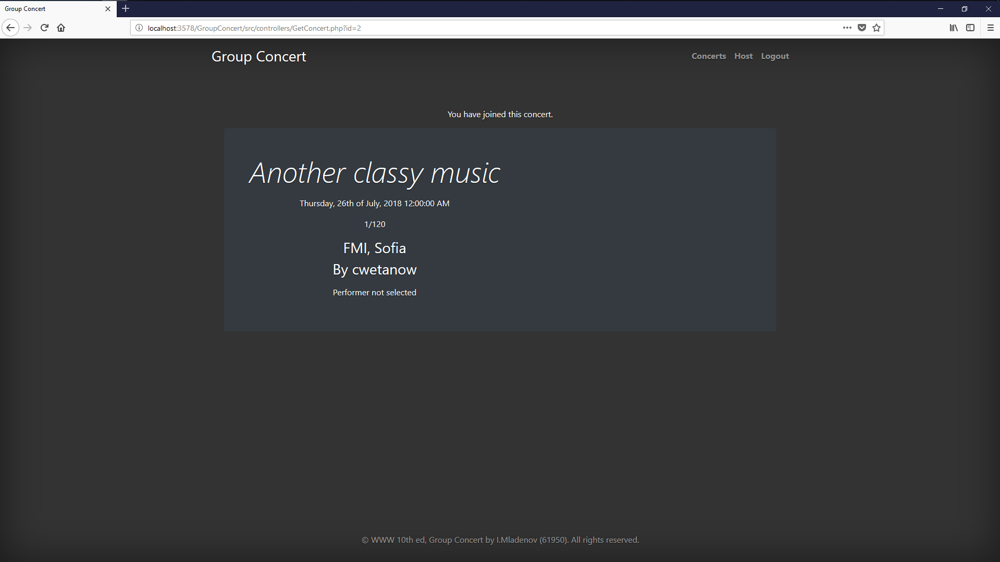 Group Concert
localhost:3578/GroupConcert/src/controllers/GetConcert.php?id=2
Group Concert
Concerts Host Logout
You have joined this concert.
Another classy music
Thursday, 26th of July, 2018 12:00:00 AM
1/120
FMI, Sofia
By cwetanow
Performer not selected
© WWW 10th ed, Group Concert by I.Mladenov (61950). All rights reserved.